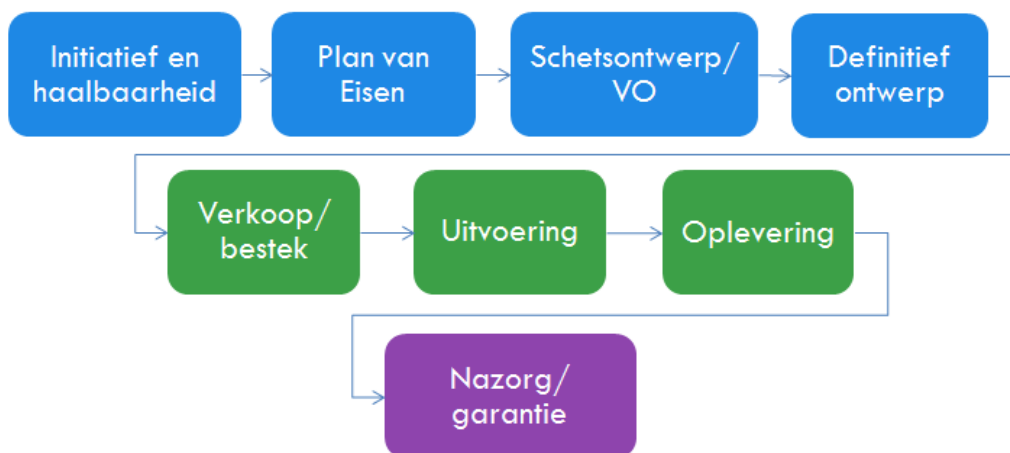 Initiatief en
haalbaarheid
Plan van
Eisen
Schetsontwerp/
VO
Definitief
ontwerp
Verkoop/
bestek
Uitvoering
Oplevering
Nazorg/
garantie